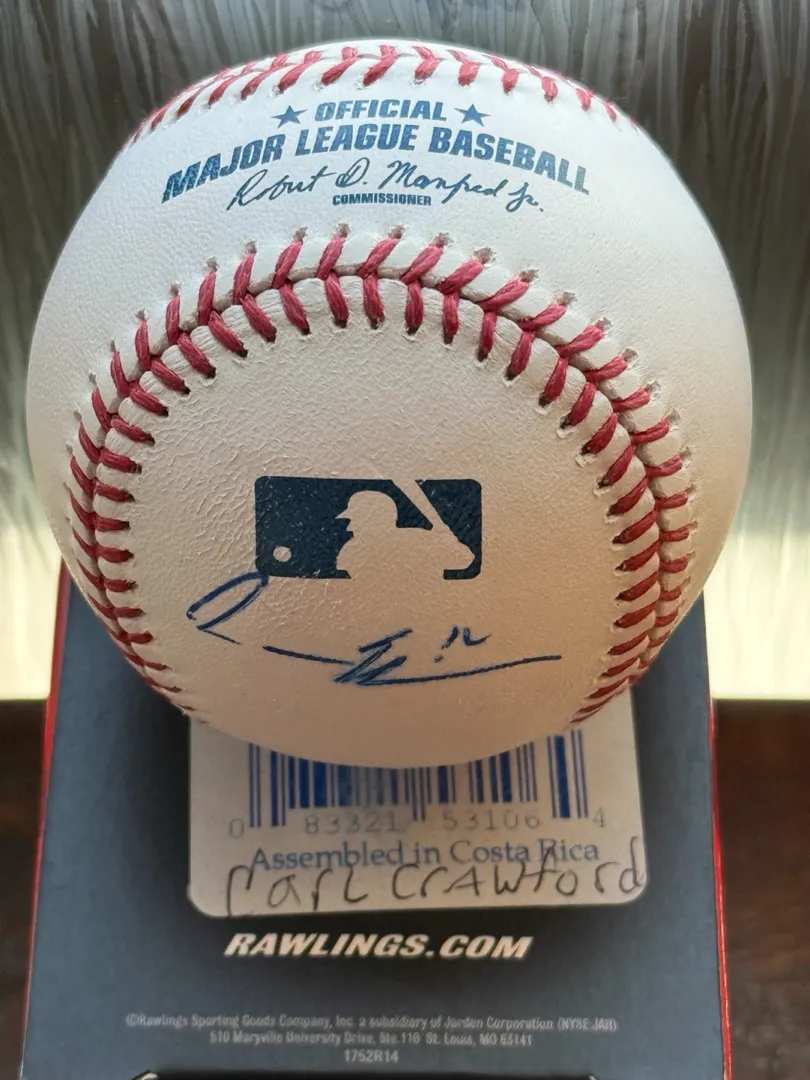 ★ OFFICIAL ★
MAJOR LEAGUE BASEBALL
Robert D. Manfred Jr.
COMMISSIONER
0 83321 53106 4
Assembled in Costa Rica
Carl Crawford
RAWLINGS.COM
©Rawlings Sporting Goods Company, Inc. a subsidiary of Jarden Corporation (NYSE:JAH)
510 Maryville University Drive, Ste.110 St. Louis, MO 63141
1752R14